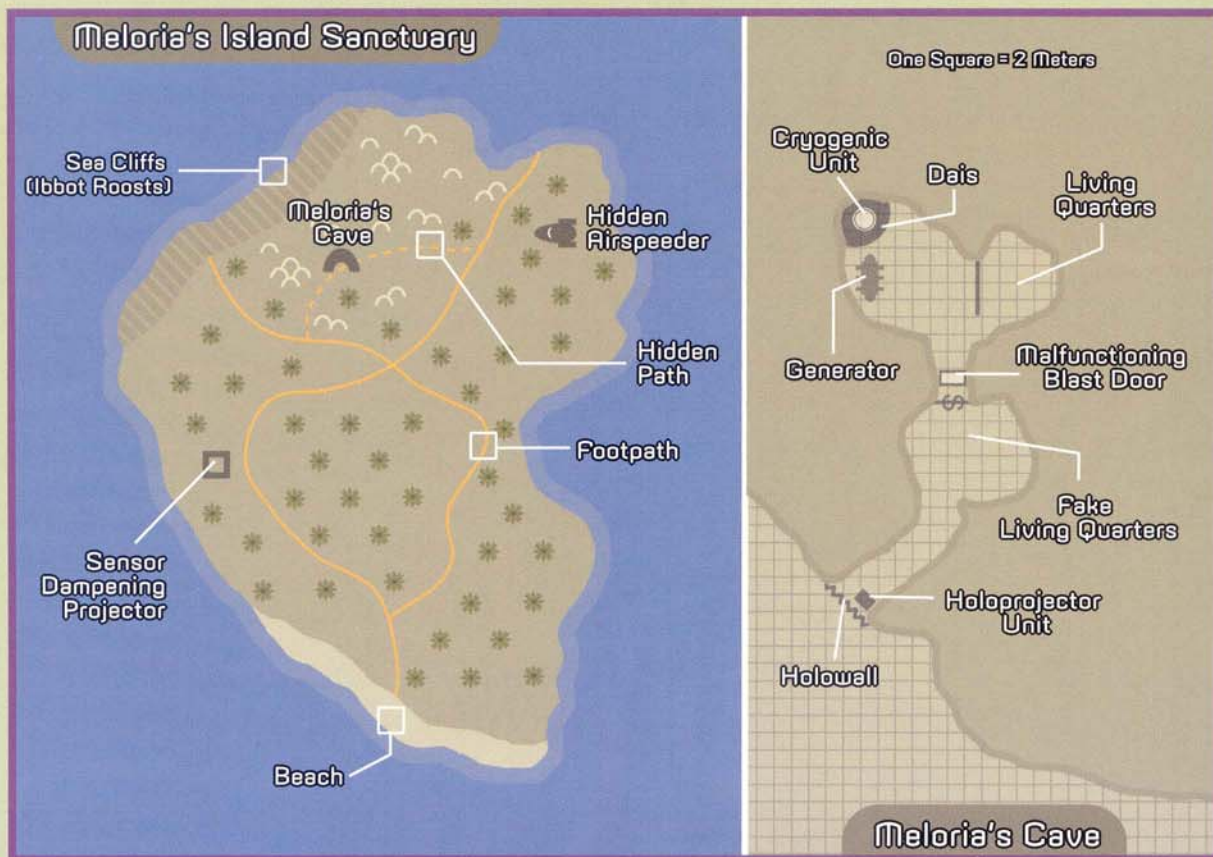 Meloria's Island Sanctuary
Sea Cliffs
(Ibbot Roosts)
Meloria's
Cave
Hidden
Airspeeder
Hidden
Path
Footpath
Sensor
Dampening
Projector
Beach
One Square = 2 Meters
Cryogenic
Unit
Dais
Living
Quarters
Generator
Malfunctioning
Blast Door
$
Fake
Living Quarters
Holoprojector
Unit
Holowall
Meloria's Cave